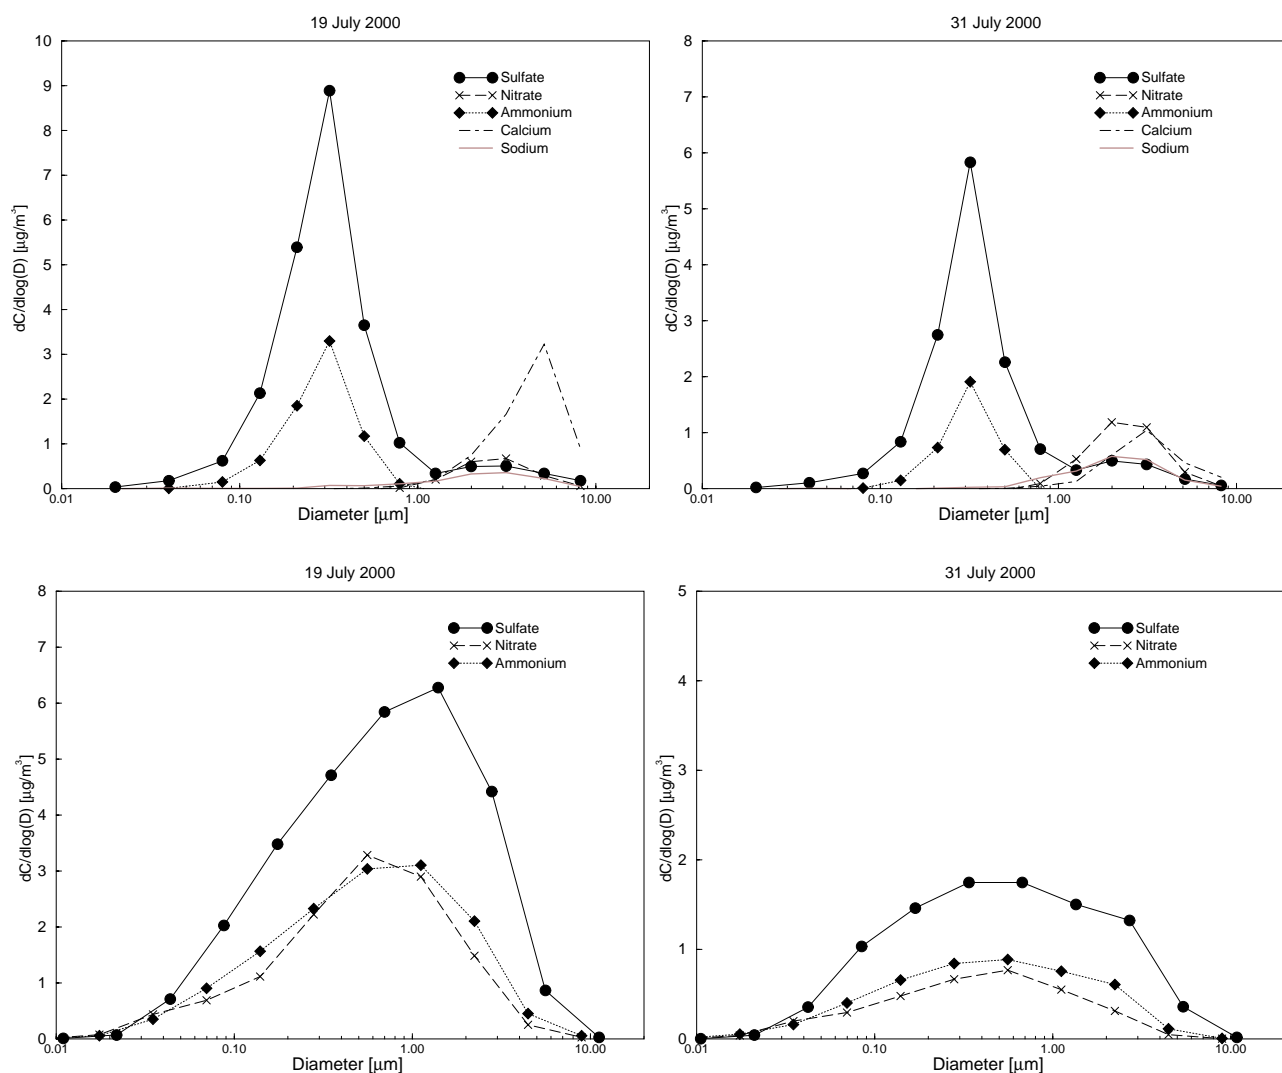 19 July 2000
10
9
8
7
6
5
4
3
2
1
0
dC/dlog(D) [μg/m³]
0.01 0.10 1.00 10.00
Diameter [μm]
Sulfate
Nitrate
Ammonium
Calcium
Sodium
31 July 2000
8
7
6
5
4
3
2
1
0
dC/dlog(D) [μg/m³]
0.01 0.10 1.00 10.00
Diameter [μm]
Sulfate
Nitrate
Ammonium
Calcium
Sodium
19 July 2000
8
7
6
5
4
3
2
1
0
dC/dlog(D) [μg/m³]
0.01 0.10 1.00 10.00
Diameter [μm]
Sulfate
Nitrate
Ammonium
31 July 2000
5
4
3
2
1
0
dC/dlog(D) [μg/m³]
0.01 0.10 1.00 10.00
Diameter [μm]
Sulfate
Nitrate
Ammonium